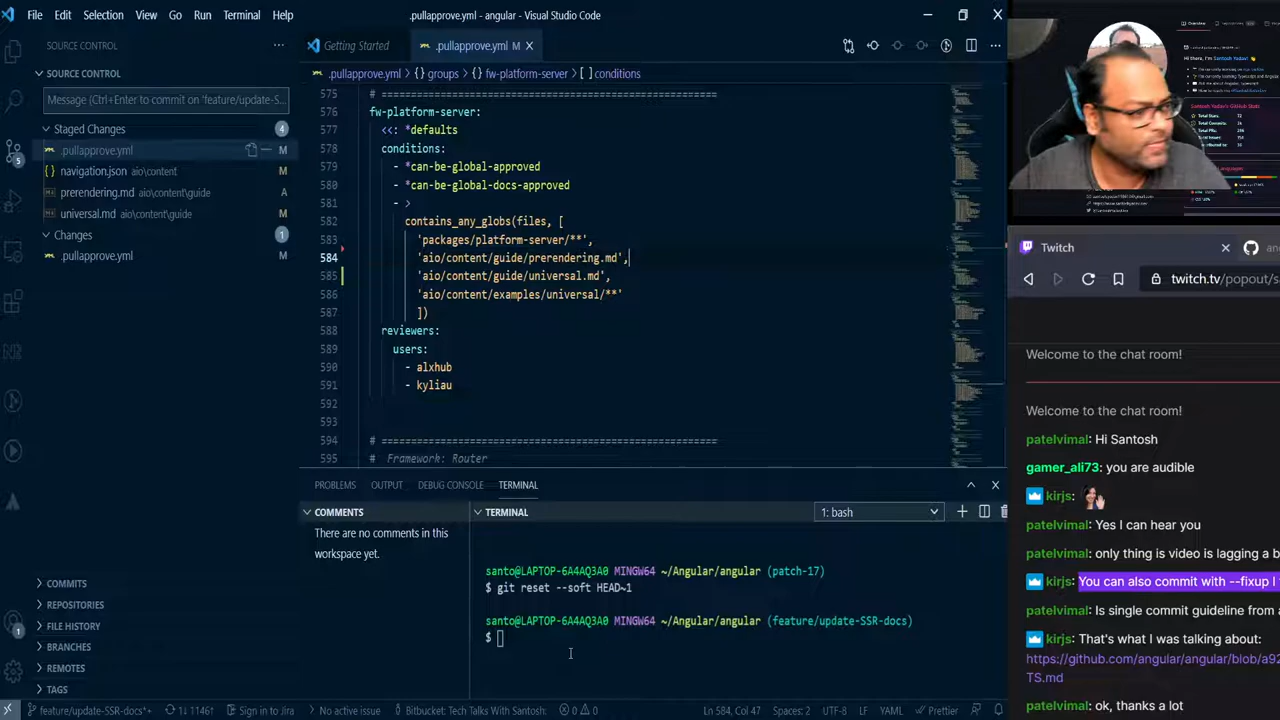 File Edit Selection View Go Run Terminal Help
.pullapprove.yml - angular - Visual Studio Code
SOURCE CONTROL
Getting Started
.pullapprove.yml M
SOURCE CONTROL
.pullapprove.yml > {} groups > {} fw-platform-server > [ ] conditions
Message (Ctrl+Enter to commit on 'feature/update-S...
Staged Changes 4
.pullapprove.yml M
navigation.json aio\content M
prerendering.md aio\content\guide A
universal.md aio\content\guide M
Changes 1
.pullapprove.yml M
5
575 # =====================================================
576 fw-platform-server:
577 <<: *defaults
578 conditions:
579 - *can-be-global-approved
580 - *can-be-global-docs-approved
581 - >
582 contains_any_globs(files, [
583 'packages/platform-server/**',
584 'aio/content/guide/prerendering.md',
585 'aio/content/guide/universal.md',
586 'aio/content/examples/universal/**'
587 ])
588 reviewers:
589 users:
590 - alxhub
591 - kyliau
592
593
594 # =====================================================
595 # Framework: Router
PROBLEMS OUTPUT DEBUG CONSOLE TERMINAL
COMMENTS
There are no comments in this
workspace yet.
TERMINAL
1: bash
santo@LAPTOP-6A4AQ3A0 MINGW64 ~/Angular/angular (patch-17)
$ git reset --soft HEAD~1
santo@LAPTOP-6A4AQ3A0 MINGW64 ~/Angular/angular (feature/update-SSR-docs)
$
COMMITS
REPOSITORIES
FILE HISTORY
BRANCHES
REMOTES
TAGS
1
feature/update-SSR-docs*+ 1↓ 1146↑ Sign in to Jira No active issue Bitbucket: Tech Talks With Santosh: 0 0 Ln 584, Col 47 Spaces: 2 UTF-8 LF YAML Prettier
Twitch
twitch.tv/popout/s
Welcome to the chat room!
Welcome to the chat room!
patelvimal: Hi Santosh
gamer_ali73: you are audible
kirjs:
patelvimal: Yes I can hear you
patelvimal: only thing is video is lagging a b
kirjs: You can also commit with --fixup I
patelvimal: Is single commit guideline from a
kirjs: That's what I was talking about:
https://github.com/angular/angular/blob/a92
TS.md
patelvimal: ok, thanks a lot